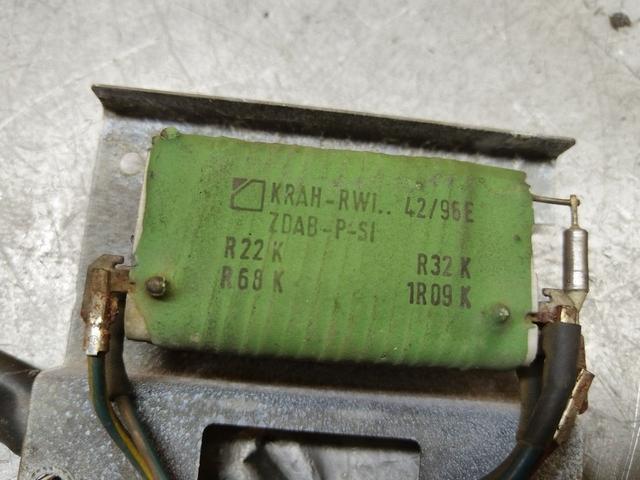 KRAH-RWI.. 42/96E
ZDAB-P-SI
R22 K R32 K
R68 K 1R09 K